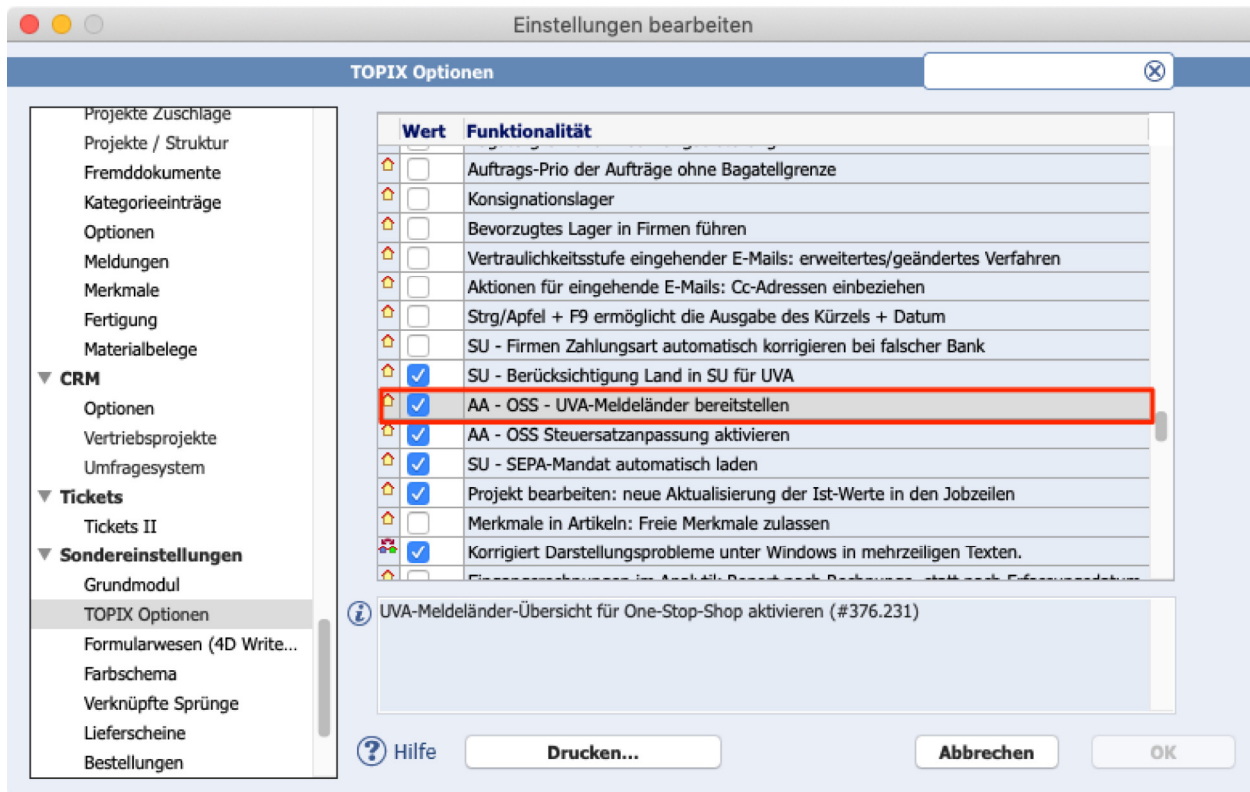 Einstellungen bearbeiten
TOPIX Optionen
Projekte Zuschläge
Projekte / Struktur
Fremddokumente
Kategorieeinträge
Optionen
Meldungen
Merkmale
Fertigung
Materialbelege
CRM
Optionen
Vertriebsprojekte
Umfragesystem
Tickets
Tickets II
Sondereinstellungen
Grundmodul
TOPIX Optionen
Formularwesen (4D Write...
Farbschema
Verknüpfte Sprünge
Lieferscheine
Bestellungen
Wert Funktionalität
Auftrags-Prio der Aufträge ohne Bagatellgrenze
Konsignationslager
Bevorzugtes Lager in Firmen führen
Vertraulichkeitsstufe eingehender E-Mails: erweitertes/geändertes Verfahren
Aktionen für eingehende E-Mails: Cc-Adressen einbeziehen
Strg/Apfel + F9 ermöglicht die Ausgabe des Kürzels + Datum
SU - Firmen Zahlungsart automatisch korrigieren bei falscher Bank
SU - Berücksichtigung Land in SU für UVA
AA - OSS - UVA-Meldeländer bereitstellen
AA - OSS Steuersatzanpassung aktivieren
SU - SEPA-Mandat automatisch laden
Projekt bearbeiten: neue Aktualisierung der Ist-Werte in den Jobzeilen
Merkmale in Artikeln: Freie Merkmale zulassen
Korrigiert Darstellungsprobleme unter Windows in mehrzeiligen Texten.
UVA-Meldeländer-Übersicht für One-Stop-Shop aktivieren (#376.231)
Hilfe
Drucken...
Abbrechen
OK